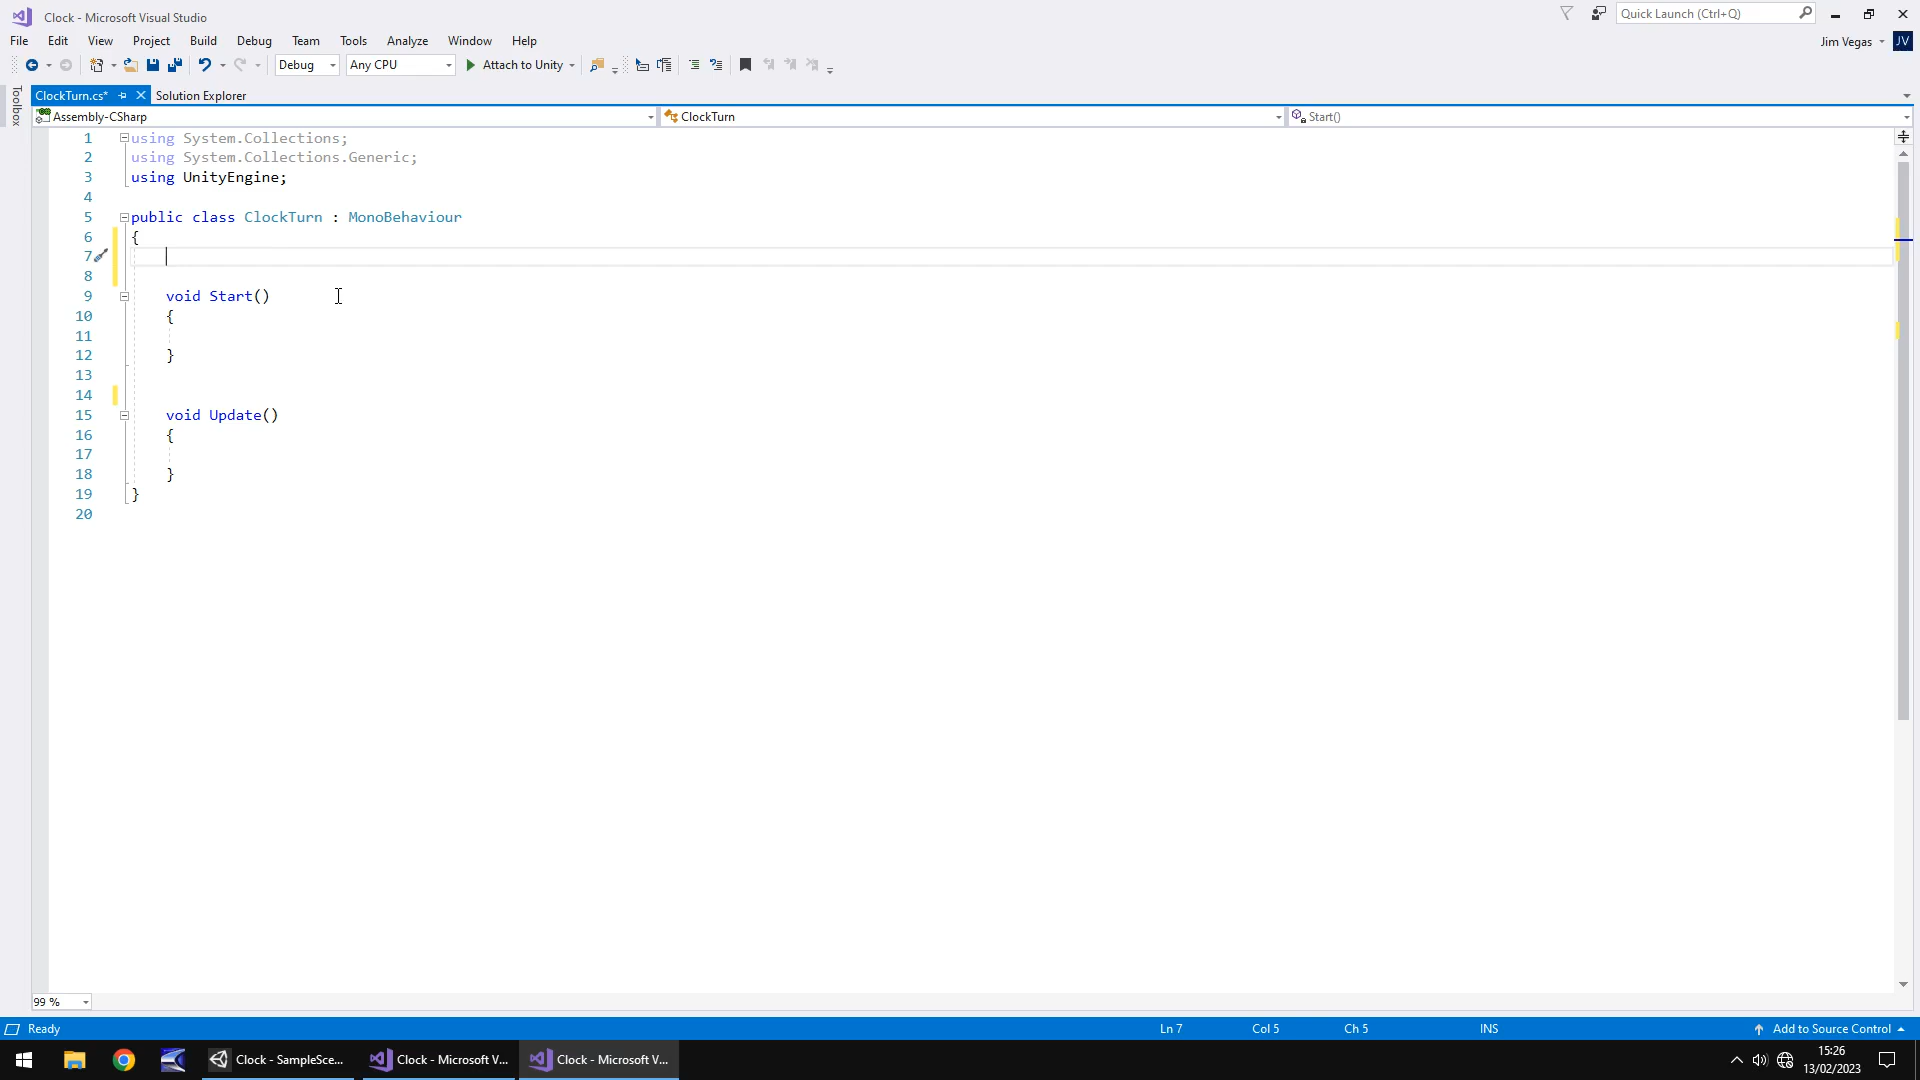 Clock - Microsoft Visual Studio
Quick Launch (Ctrl+Q)
File Edit View Project Build Debug Team Tools Analyze Window Help
Jim Vegas JV
Debug Any CPU Attach to Unity
Toolbox
ClockTurn.cs* Solution Explorer
Assembly-CSharp ClockTurn Start()
1 using System.Collections;
2 using System.Collections.Generic;
3 using UnityEngine;
4
5 public class ClockTurn : MonoBehaviour
6 {
7
8
9 void Start()
10 {
11
12 }
13
14
15 void Update()
16 {
17
18 }
19 }
20
99 %
Ready Ln 7 Col 5 Ch 5 INS Add to Source Control
Clock - SampleSce... Clock - Microsoft V... Clock - Microsoft V...
15:26
13/02/2023